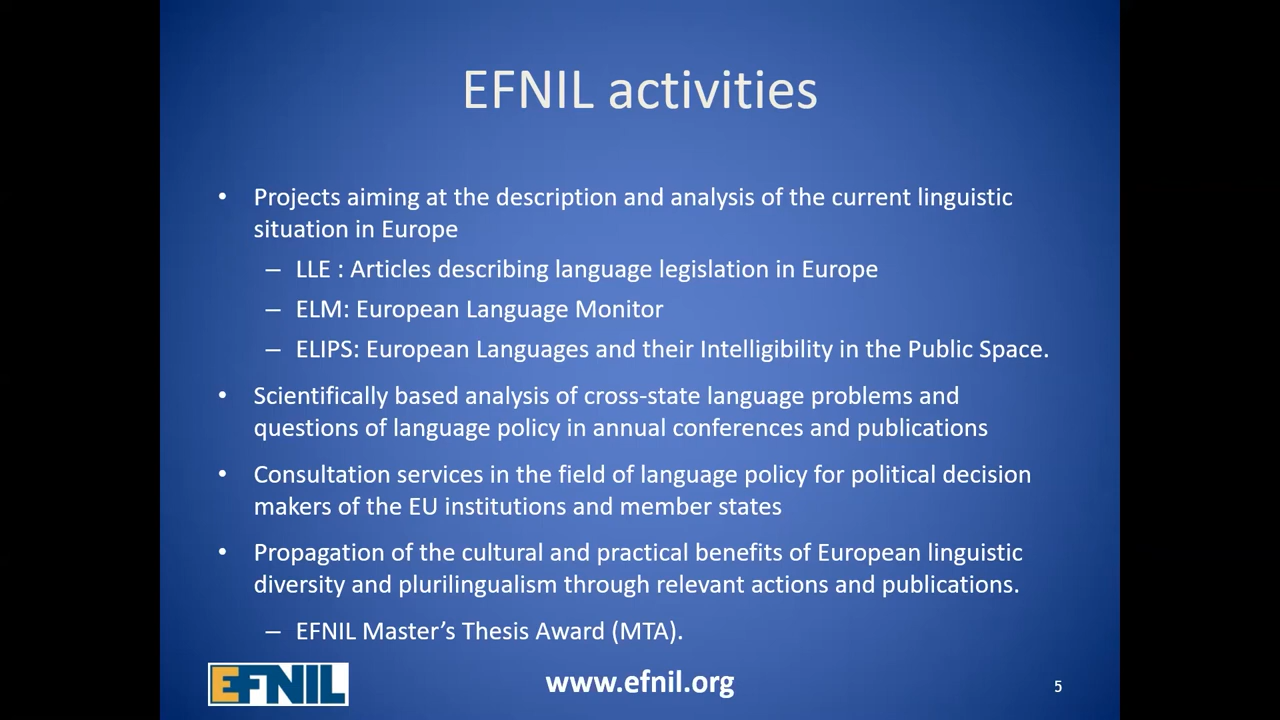 EFNIL activities
• Projects aiming at the description and analysis of the current linguistic
situation in Europe
– LLE : Articles describing language legislation in Europe
– ELM: European Language Monitor
– ELIPS: European Languages and their Intelligibility in the Public Space.
• Scientifically based analysis of cross-state language problems and
questions of language policy in annual conferences and publications
• Consultation services in the field of language policy for political decision
makers of the EU institutions and member states
• Propagation of the cultural and practical benefits of European linguistic
diversity and plurilingualism through relevant actions and publications.
– EFNIL Master’s Thesis Award (MTA).
EFNIL
www.efnil.org
5